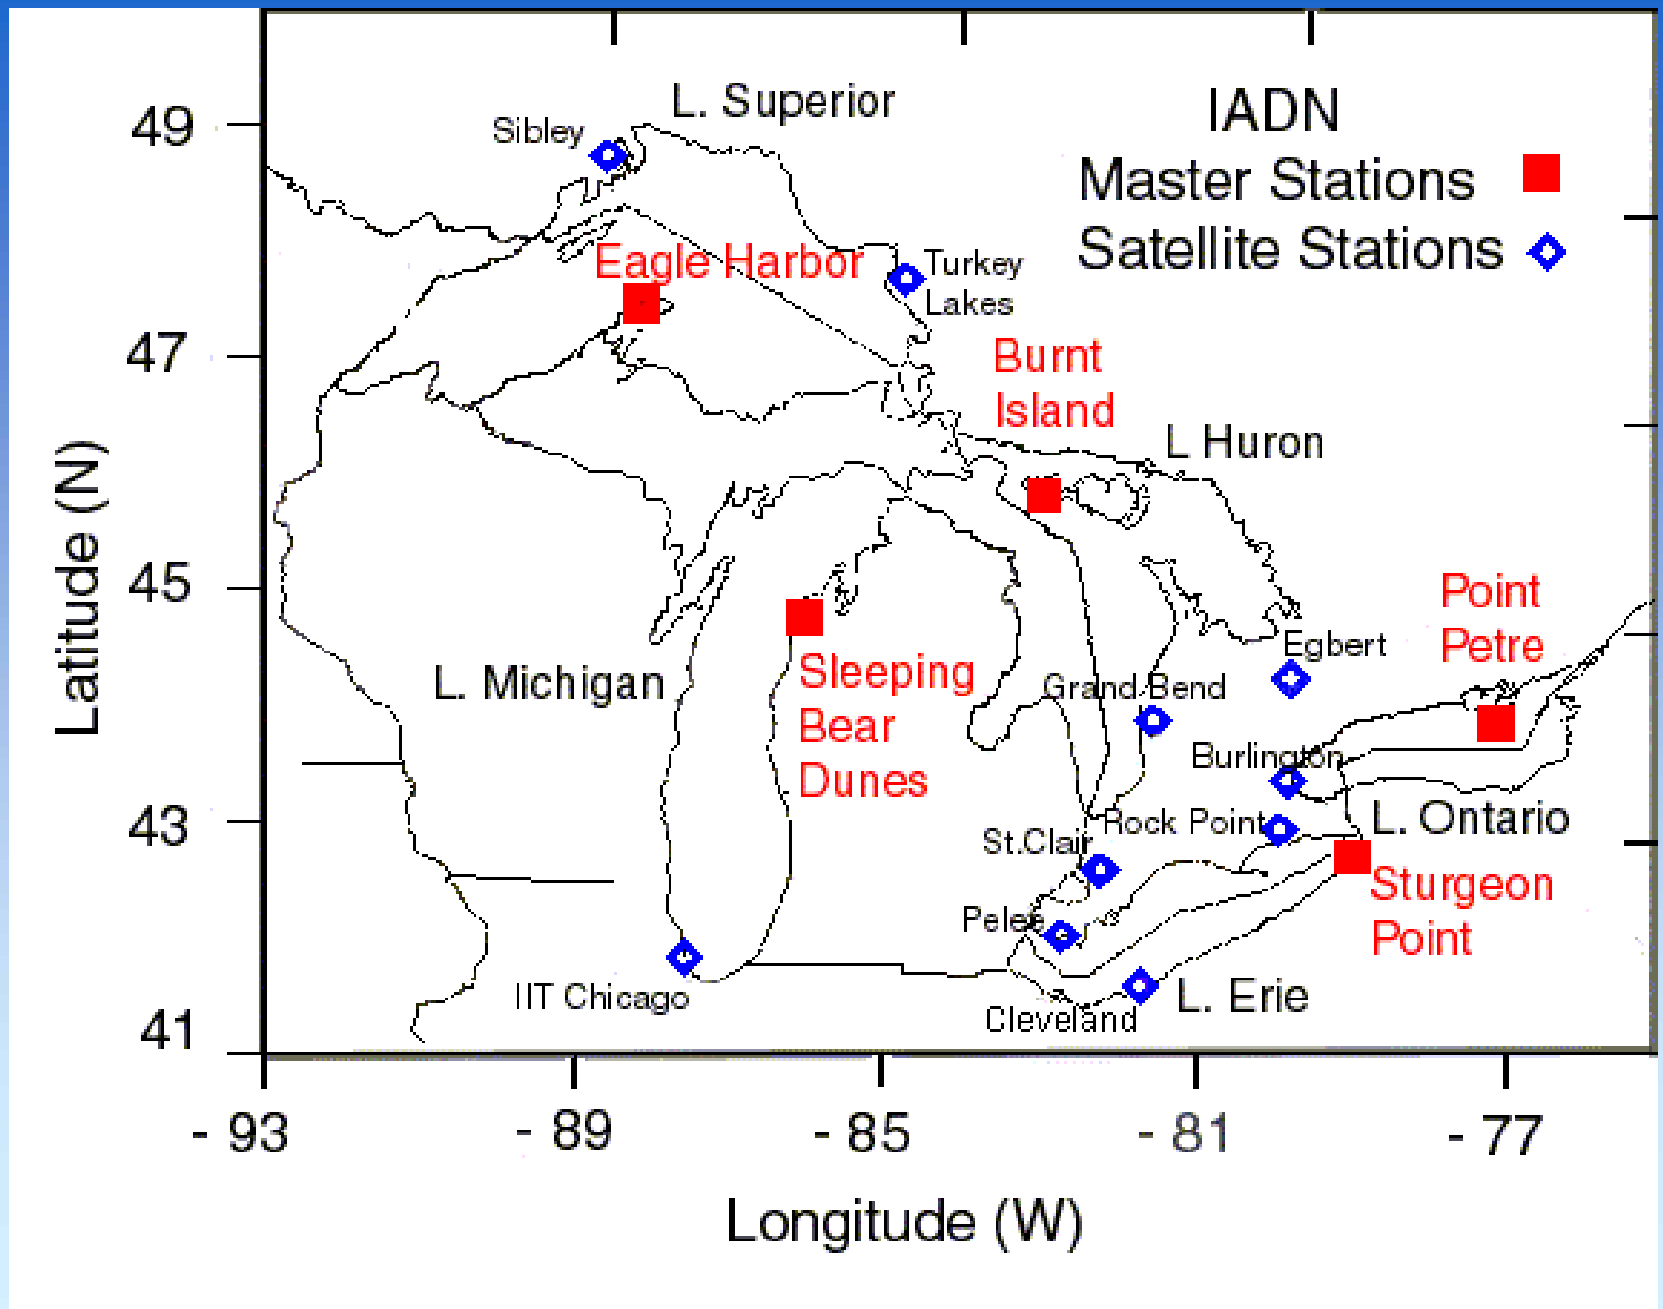 L. Superior
IADN
49
Sibley
Master Stations
Satellite Stations
Eagle Harbor
Turkey
Lakes
47
Burnt
Island
L Huron
Latitude (N)
45
Point
Petre
Egbert
L. Michigan
Sleeping
Bear
Dunes
Grand Bend
Burlington
43
St.Clair
Rock Point
L. Ontario
Sturgeon
Point
Pelee
IIT Chicago
L. Erie
Cleveland
41
- 93 - 89 - 85 - 81 - 77
Longitude (W)